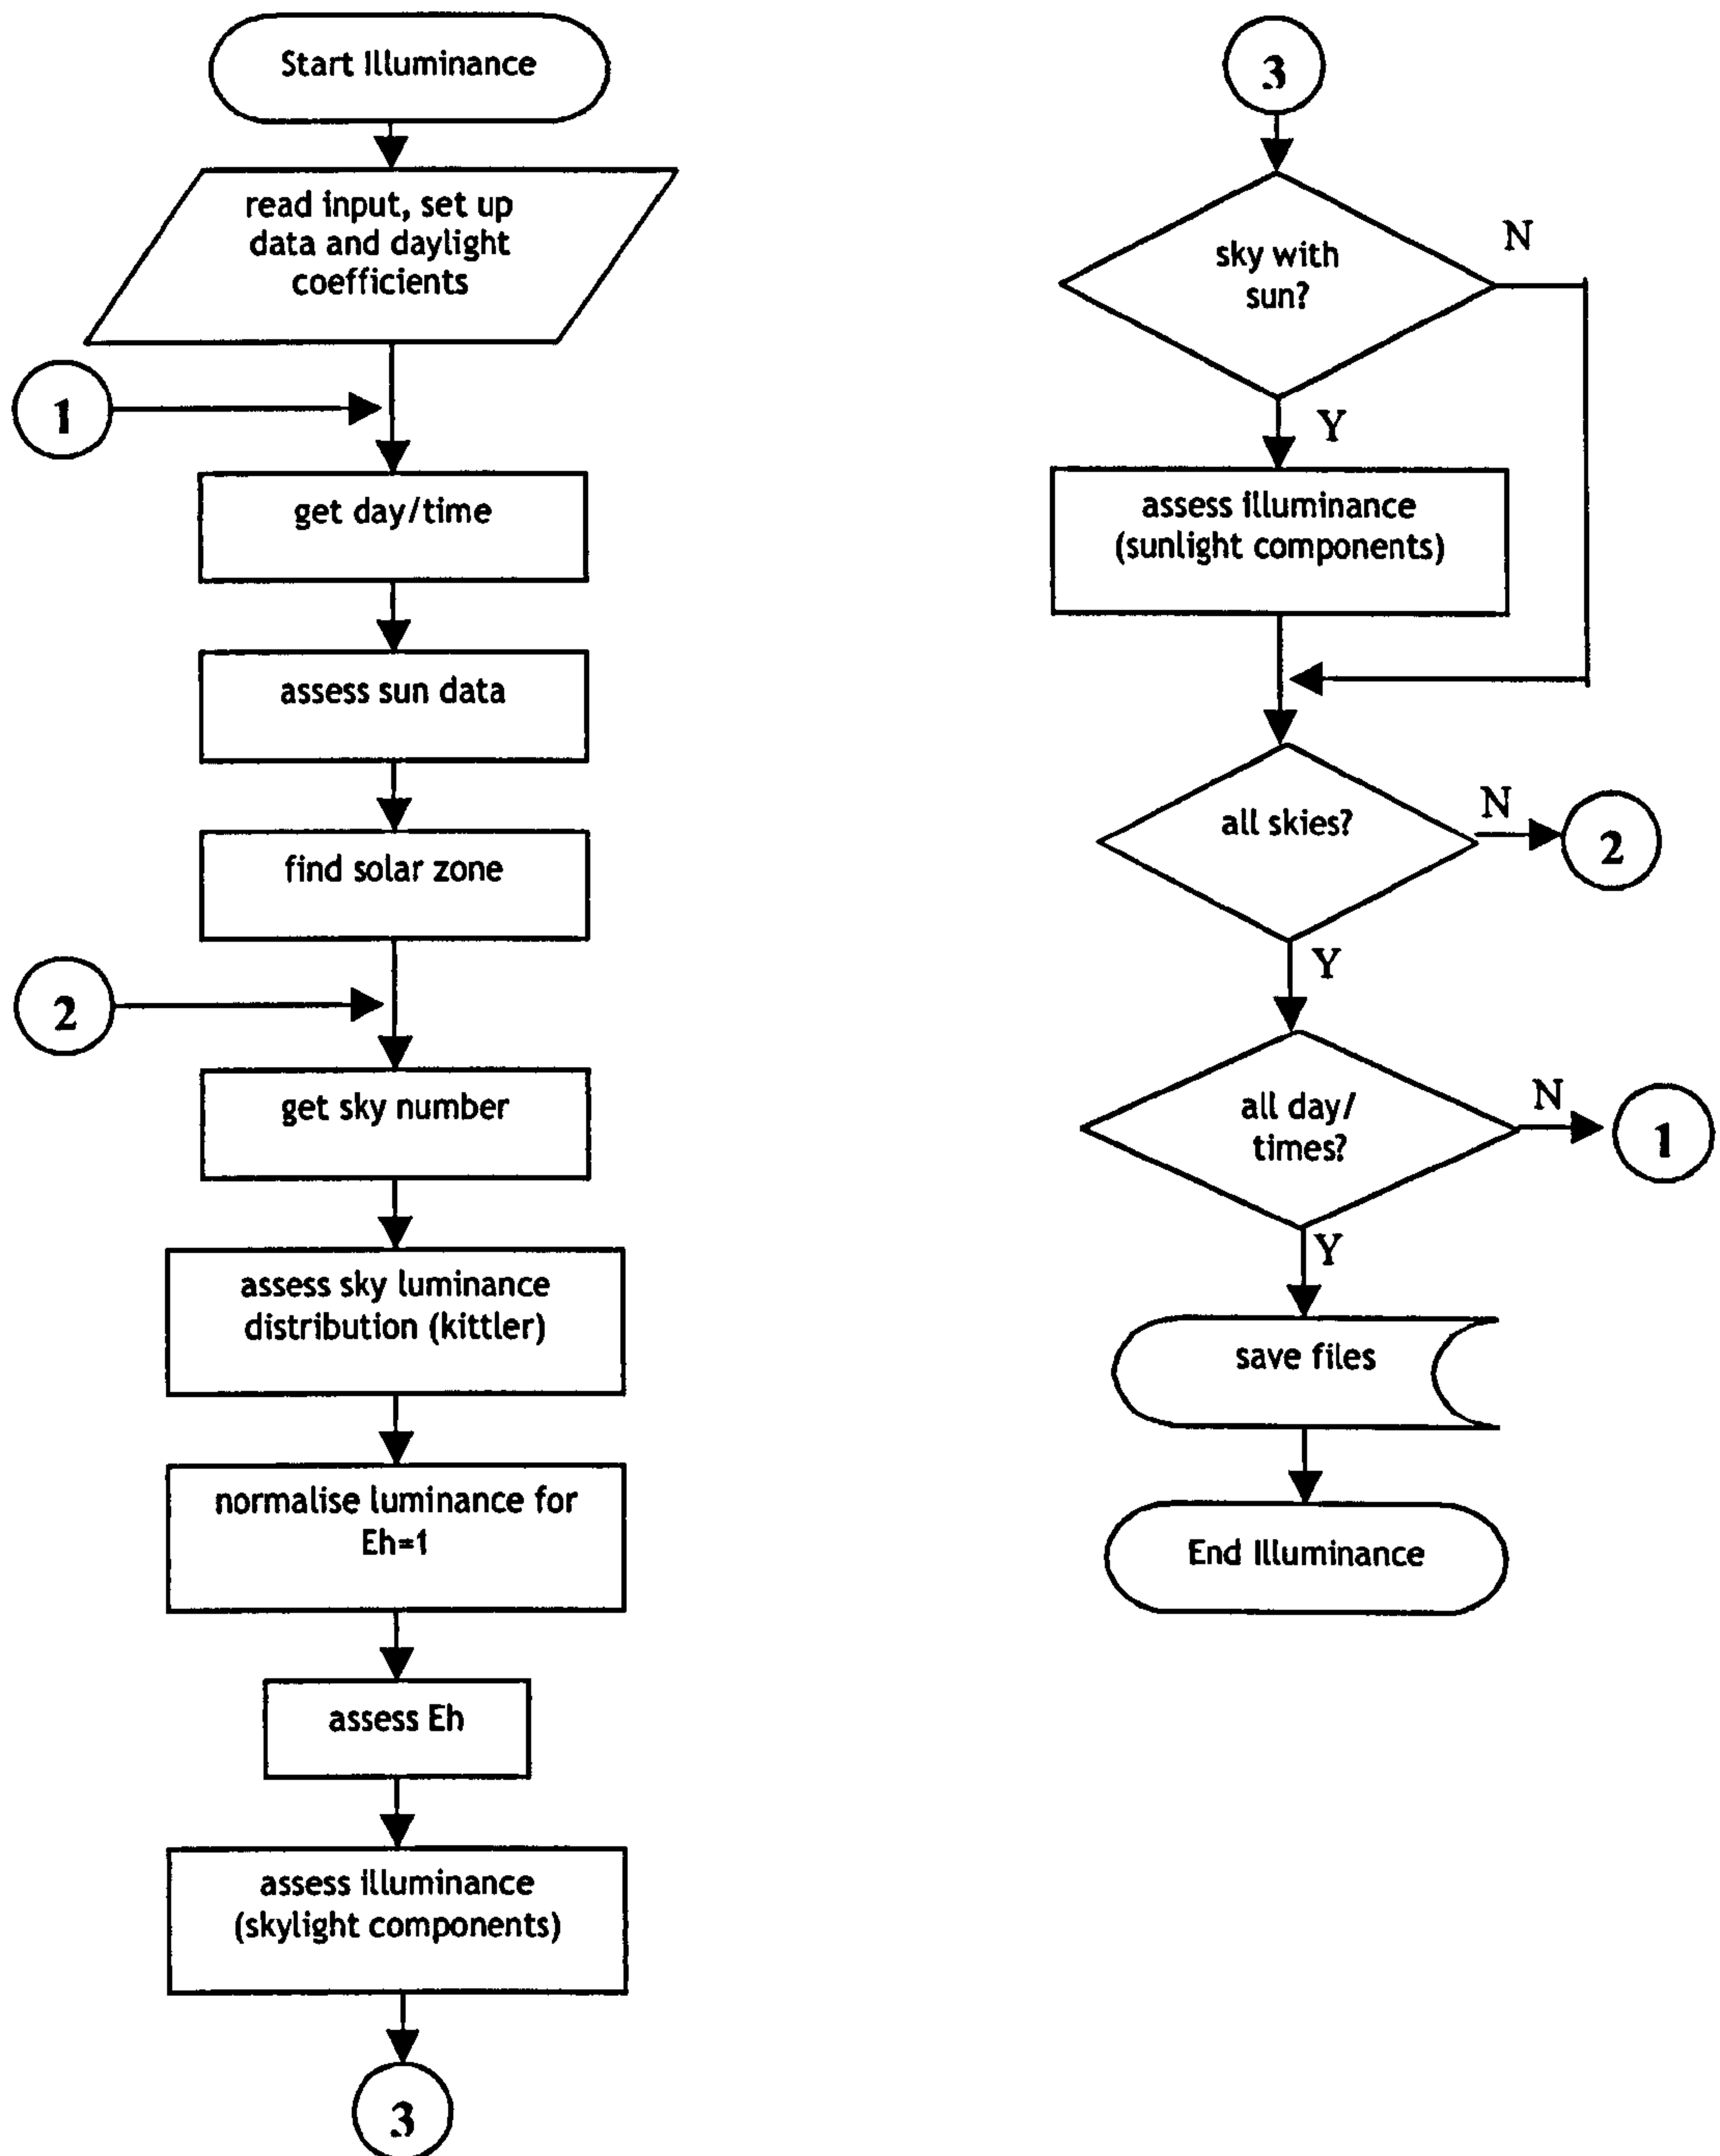 Start Illuminance
read input, set up
data and daylight
coefficients
1
get day/time
assess sun data
find solar zone
2
get sky number
assess sky luminance
distribution (kittler)
normalise luminance for
Eh=1
assess Eh
assess illuminance
(skylight components)
3
3
sky with
sun?
N
Y
assess illuminance
(sunlight components)
all skies?
N
2
Y
all day/
times?
N
1
Y
save files
End Illuminance